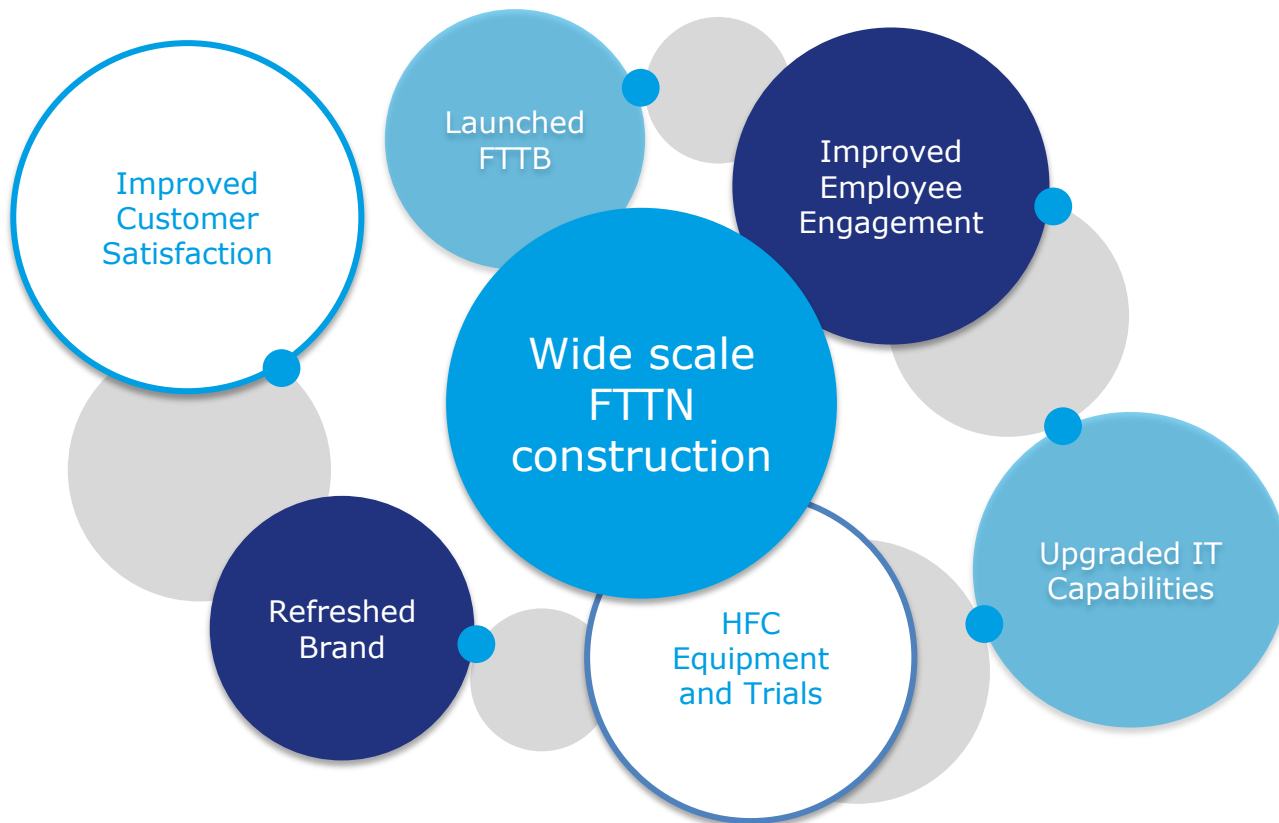 Launched
FTTB
Improved
Employee
Engagement
Improved
Customer
Satisfaction
Wide scale
FTTN
construction
Upgraded IT
Capabilities
Refreshed
Brand
HFC
Equipment
and Trials